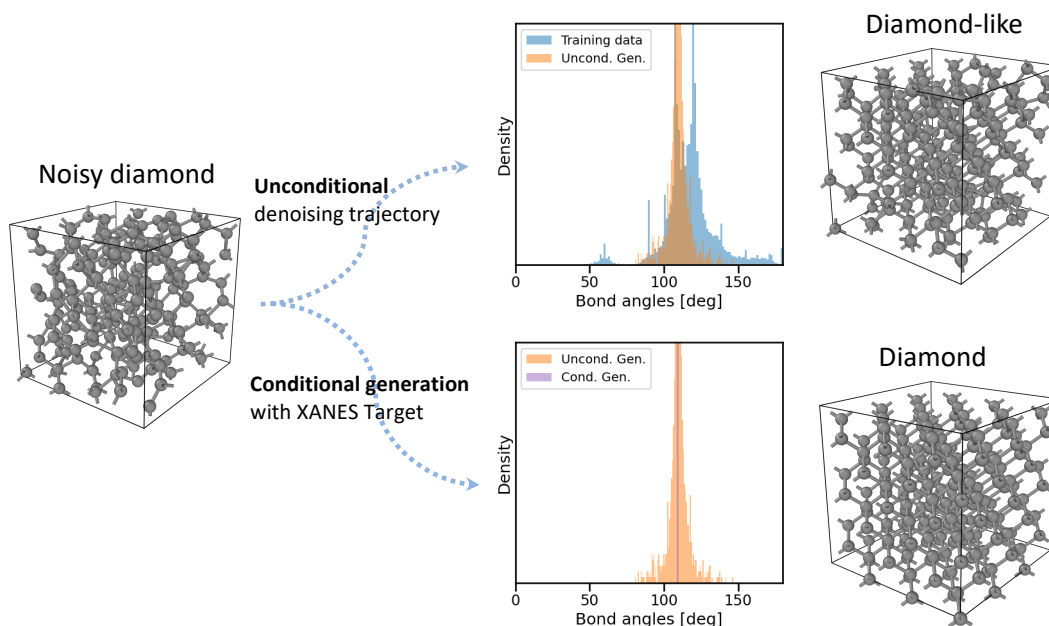 Noisy diamond
Unconditional
denoising trajectory
Conditional generation
with XANES Target
Training data
Uncond. Gen.
Density
0 50 100 150
Bond angles [deg]
Diamond-like
Uncond. Gen.
Cond. Gen.
Density
0 50 100 150
Bond angles [deg]
Diamond